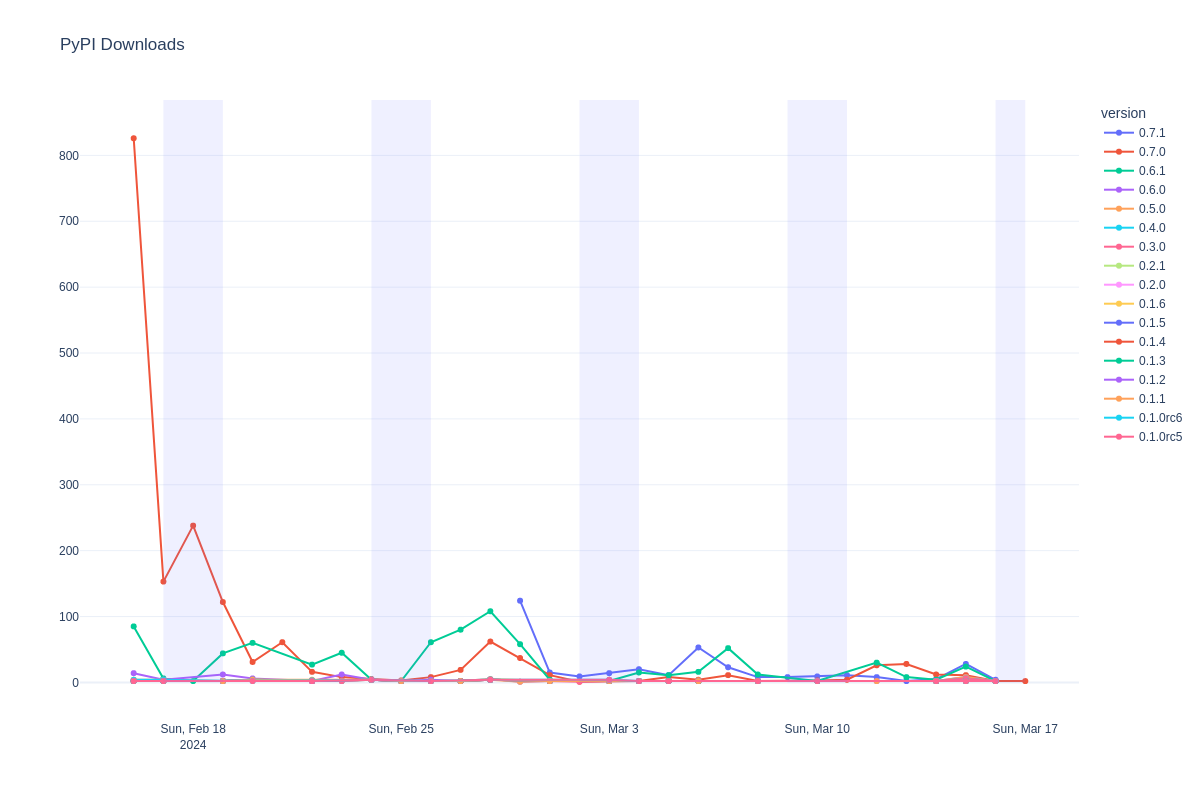 PyPI Downloads
version
0.7.1
0.7.0
0.6.1
0.6.0
0.5.0
0.4.0
0.3.0
0.2.1
0.2.0
0.1.6
0.1.5
0.1.4
0.1.3
0.1.2
0.1.1
0.1.0rc6
0.1.0rc5
800
700
600
500
400
300
200
100
0
Sun, Feb 18
2024
Sun, Feb 25
Sun, Mar 3
Sun, Mar 10
Sun, Mar 17